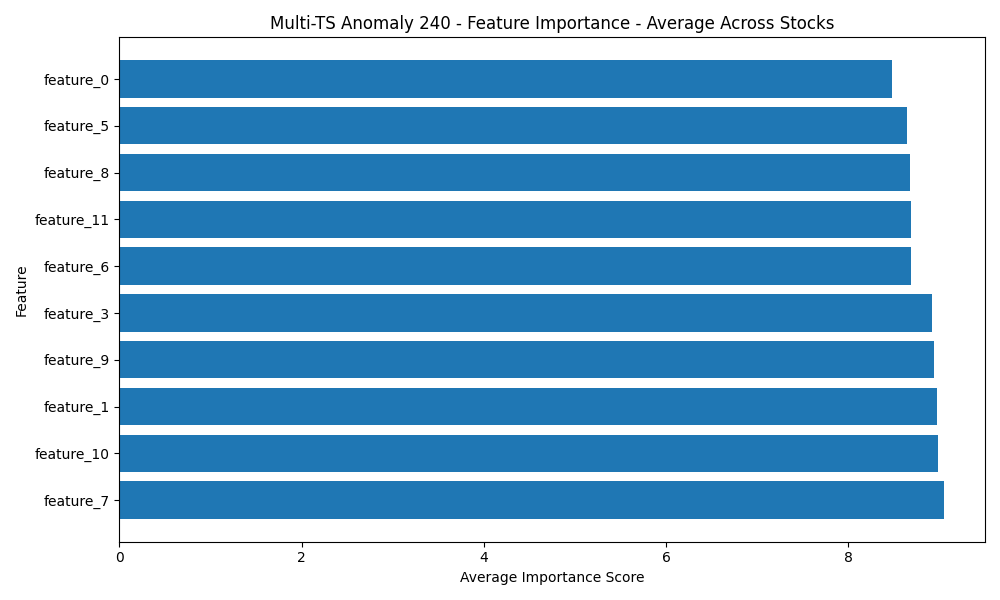 Multi-TS Anomaly 240 - Feature Importance - Average Across Stocks
feature_0
feature_5
feature_8
feature_11
feature_6
feature_3
feature_9
feature_1
feature_10
feature_7
Feature
0 2 4 6 8
Average Importance Score